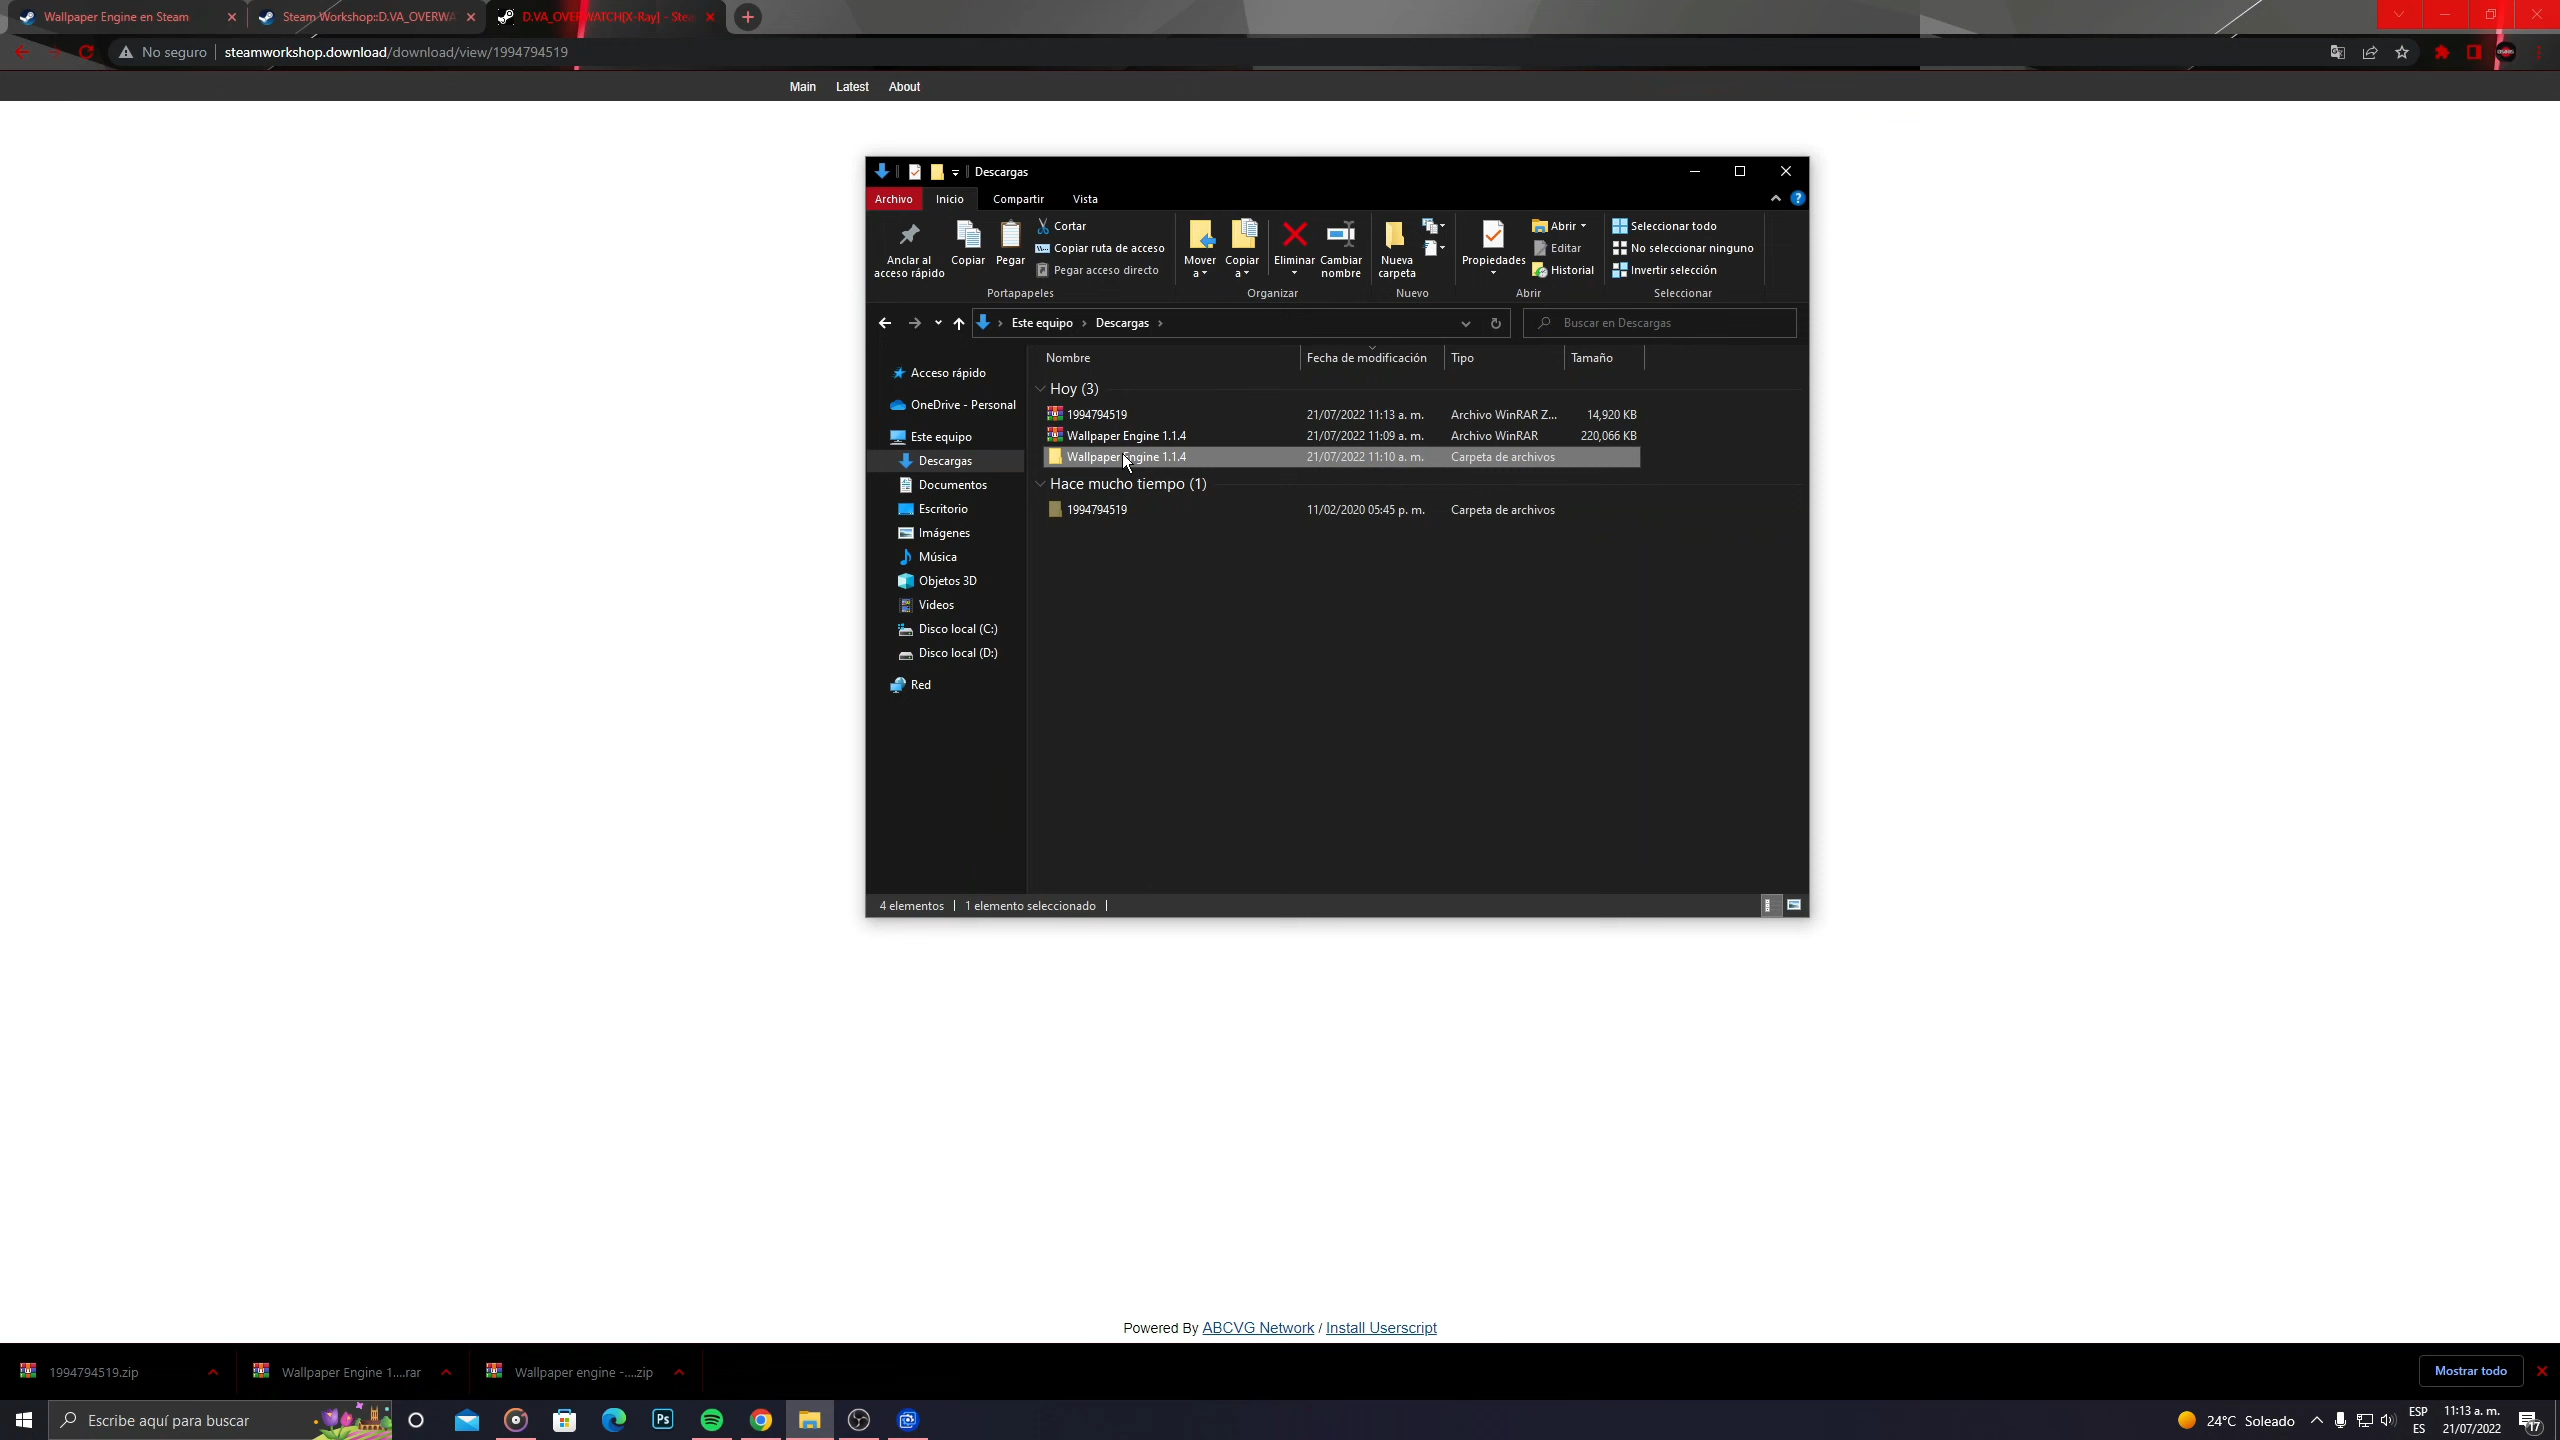 Wallpaper Engine en Steam
Steam Workshop::D.VA_OVERWA
D.VA_OVERWATCH[X-Ray] - Stea
No seguro
steamworkshop.download/download/view/1994794519
Main Latest About
Descargas
Archivo Inicio Compartir Vista
Anclar al acceso rápido
Copiar
Pegar
Cortar
Copiar ruta de acceso
Pegar acceso directo
Portapapeles
Mover a
Copiar a
Eliminar
Cambiar nombre
Organizar
Nueva carpeta
Nuevo
Propiedades
Abrir
Editar
Historial
Abrir
Seleccionar todo
No seleccionar ninguno
Invertir selección
Seleccionar
Este equipo > Descargas >
Buscar en Descargas
Acceso rápido
OneDrive - Personal
Este equipo
Descargas
Documentos
Escritorio
Imágenes
Música
Objetos 3D
Videos
Disco local (C:)
Disco local (D:)
Red
Nombre Fecha de modificación Tipo Tamaño
Hoy (3)
1994794519 21/07/2022 11:13 a. m. Archivo WinRAR Z... 14,920 KB
Wallpaper Engine 1.1.4 21/07/2022 11:09 a. m. Archivo WinRAR 220,066 KB
Wallpaper Engine 1.1.4 21/07/2022 11:10 a. m. Carpeta de archivos
Hace mucho tiempo (1)
1994794519 11/02/2020 05:45 p. m. Carpeta de archivos
4 elementos 1 elemento seleccionado
Powered By ABCVG Network / Install Userscript
1994794519.zip
Wallpaper Engine 1....rar
Wallpaper engine -....zip
Mostrar todo
Escribe aquí para buscar
Ps
24°C Soleado
ESP
ES
11:13 a. m.
21/07/2022
17